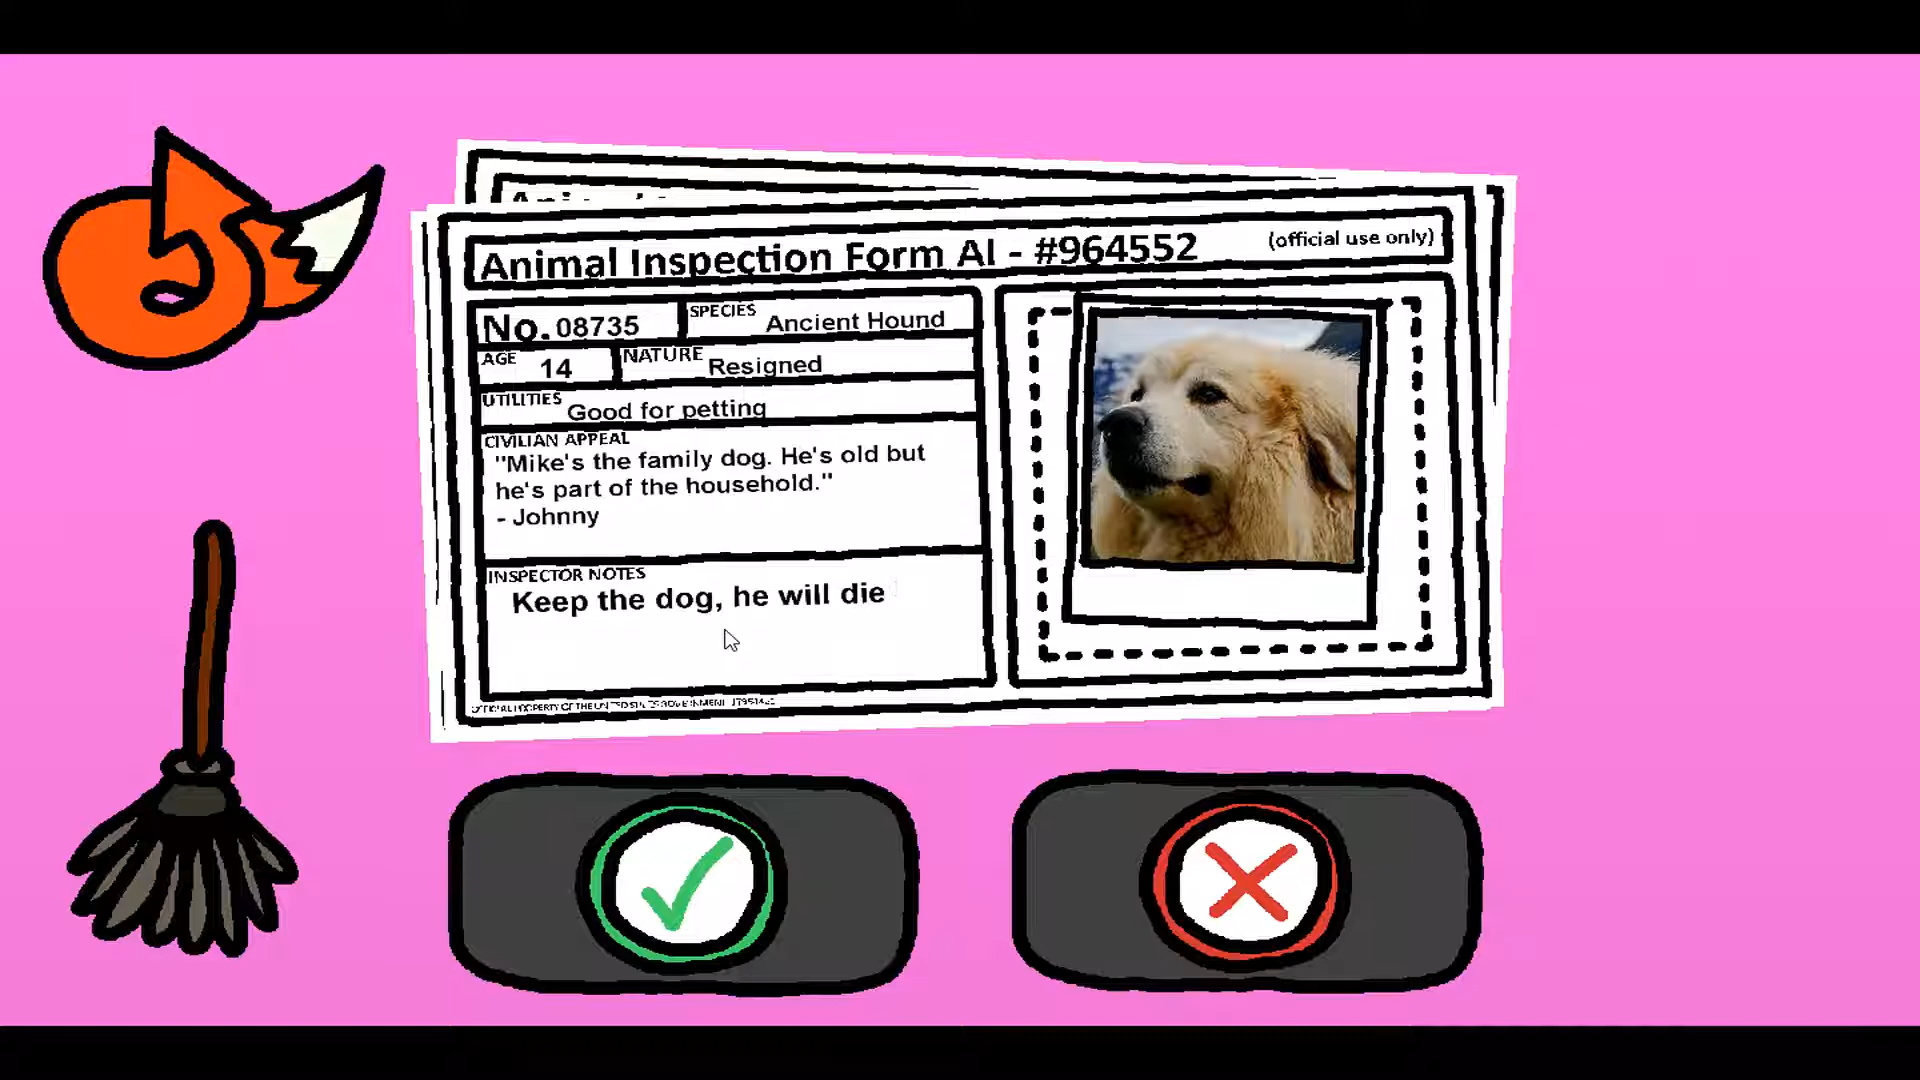 Animal Inspection Form AI - #964552
(official use only)
No. 08735
SPECIES Ancient Hound
AGE 14
NATURE Resigned
UTILITIES Good for petting
CIVILIAN APPEAL
"Mike's the family dog. He's old but
he's part of the household."
- Johnny
INSPECTOR NOTES
Keep the dog, he will die